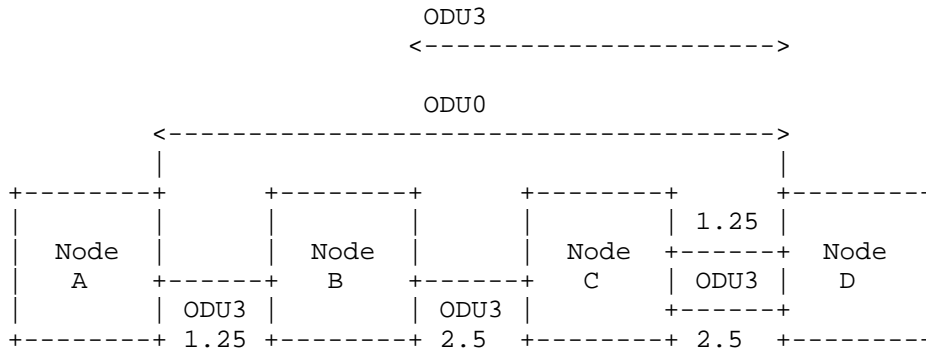 ODU3
<----------------------->
ODU0
<-------------------------------------->
1.25
Node Node Node Node
A B C ODU3 D
ODU3 ODU3
1.25 2.5 2.5